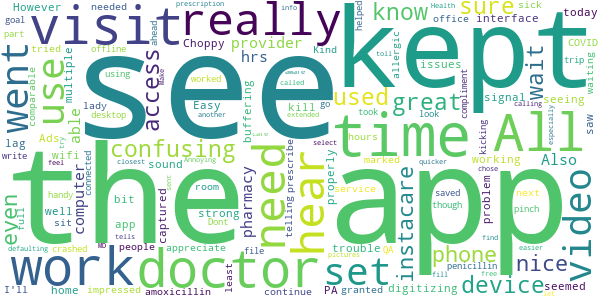 However visit really know sure sick today
part tried offline needed Choppy provider office interface COVID
went see kept trip
goal multiple access hrs allergic waiting
comparable use using worked Kind issues wait seeing
able lady Easy kill used great signal
Ads desktop another go took look compliment saw
lag wifi confusing buffering time All
write feel computer sound hours kicking
closest Annoying properly marked working Also
even the need hear app video
handy bit room pharmacy prescribe telling service problem saved next
full well app strong instacare though pinch
sit captured trouble phone QA
crashed people appreciate file set nice
work doctor device
tells least PA granted digitizing seemed
I'll home impressed amoxicillin continue penicillin
defaulting pictures fill free easier
prescription info helped called extended toll
Health especially calling select chose quicker find
connected ahead Dont